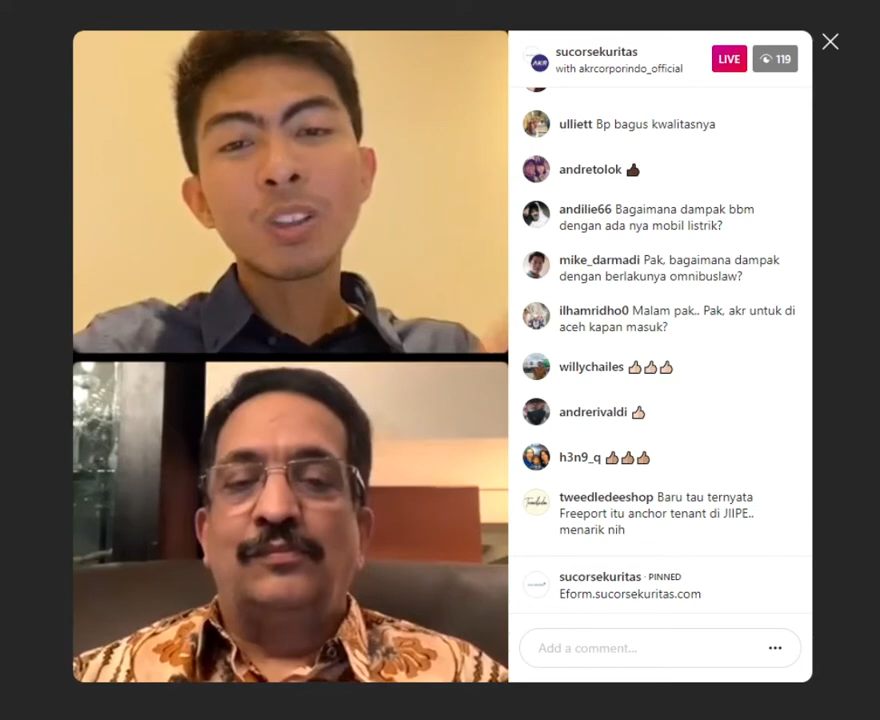 sucorsekuritas
with akrcorporindo_official
LIVE
119
AKR
ulliett Bp bagus kwalitasnya
andretolok
andilie66 Bagaimana dampak bbm
dengan ada nya mobil listrik?
mike_darmadi Pak, bagaimana dampak
dengan berlakunya omnibuslaw?
ilhamridho0 Malam pak.. Pak, akr untuk di
aceh kapan masuk?
willychailes
andrerivaldi
h3n9_q
tweedledeeshop Baru tau ternyata
Freeport itu anchor tenant di JIIPE..
menarik nih
sucorsekuritas · PINNED
Eform.sucorsekuritas.com
Add a comment...